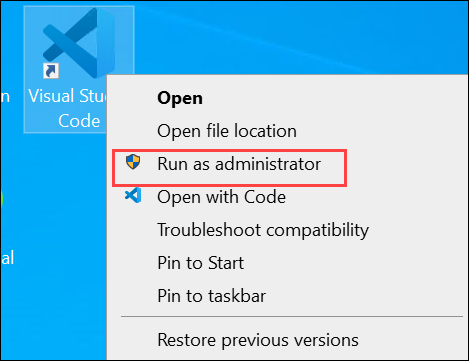 n
Visual Stu
Code
al
Open
Open file location
Run as administrator
Open with Code
Troubleshoot compatibility
Pin to Start
Pin to taskbar
Restore previous versions